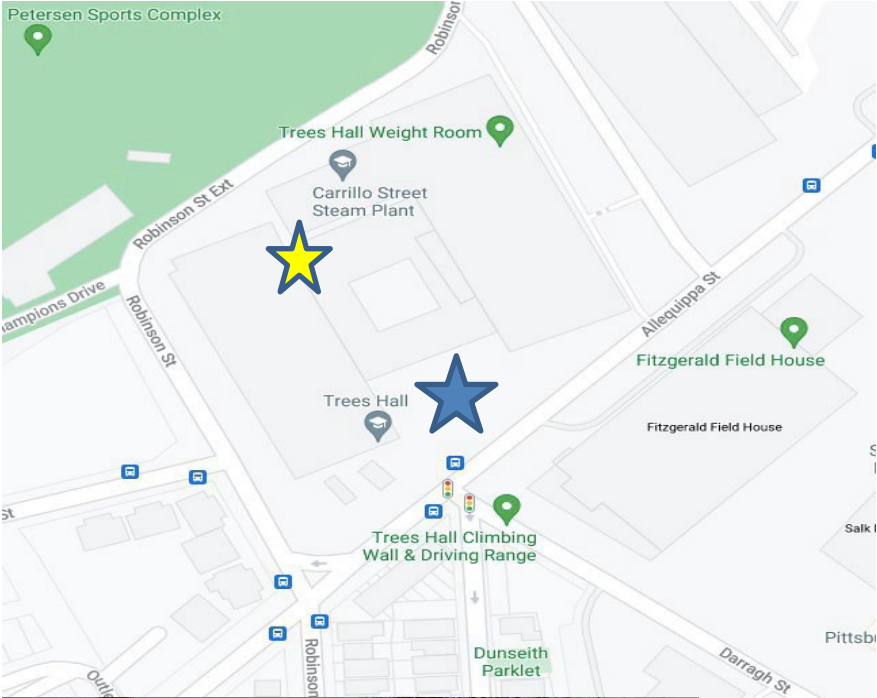 Petersen Sports Complex
Robinson
Trees Hall Weight Room
Carrillo Street
Steam Plant
Robinson St Ext
hampions Drive
Robinson St
Allequippa St
Fitzgerald Field House
Trees Hall
Fitzgerald Field House
St
Trees Hall Climbing
Wall & Driving Range
Salk
Pittsbu
Robinson
Dunseith
Parklet
Darragh St
Outlo